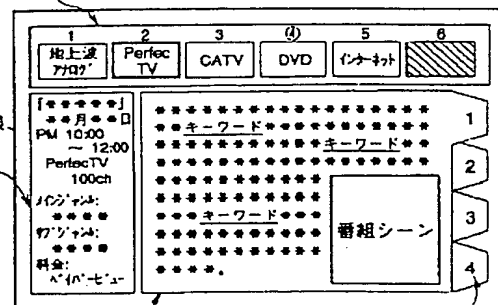 1 2 3 4 5 6
地上波
アナログ
Perfec
TV
CATV
DVD
インターネット
「*****」
**月**日
PM 10:00
~ 12:00
PerfecTV
100ch
メインジャンル:
****
サブジャンル:
****
料金:
ペイパービュー
キーワード
キーワード
キーワード
番組シーン
1
2
3
4